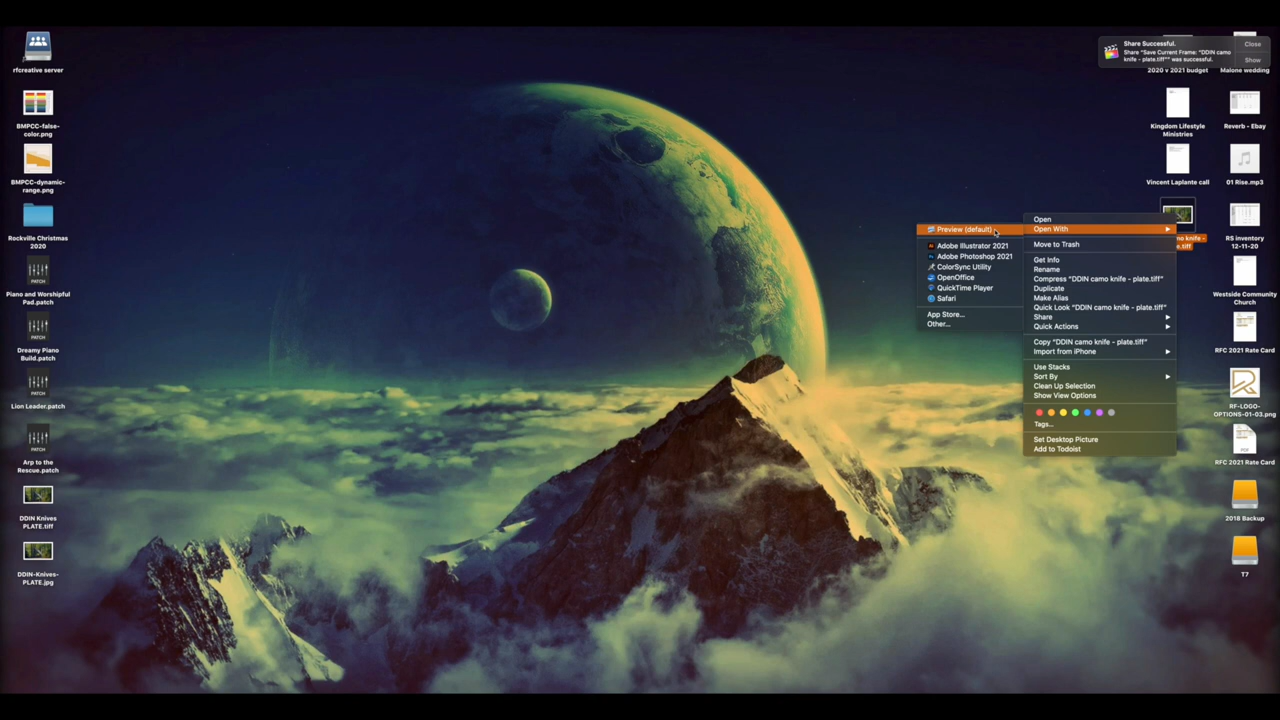 rfcreative server
BMPCC-false-
color.png
BMPCC-dynamic-
range.png
Rockville Christmas
2020
PATCH
Piano and Worshipful
Pad.patch
PATCH
Dreamy Piano
Build.patch
PATCH
Lion Leader.patch
PATCH
Arp to the
Rescue.patch
DDIN Knives
PLATE.tiff
DDIN-Knives-
PLATE.jpg
Preview (default)
Adobe Illustrator 2021
Adobe Photoshop 2021
ColorSync Utility
OpenOffice
QuickTime Player
Safari
App Store...
Other...
Open
Open With
Move to Trash
Get Info
Rename
Compress "DDIN camo knife - plate.tiff"
Duplicate
Make Alias
Quick Look "DDIN camo knife - plate.tiff"
Share
Quick Actions
Copy "DDIN camo knife - plate.tiff"
Import from iPhone
Use Stacks
Sort By
Clean Up Selection
Show View Options
Tags...
Set Desktop Picture
Add to Todoist
Share Successful.
Share "Save Current Frame: "DDIN camo
knife - plate.tiff"" was successful.
Close
Show
2020 v 2021 budget
Kingdom Lifestyle
Ministries
Vincent Laplante call
mo knife -
e.tiff
Malone wedding
Reverb - Ebay
01 Rise.mp3
RS inventory
12-11-20
Westside Community
Church
RFC 2021 Rate Card
RF-LOGO-
OPTIONS-01-03.png
PDF
RFC 2021 Rate Card
2018 Backup
T7